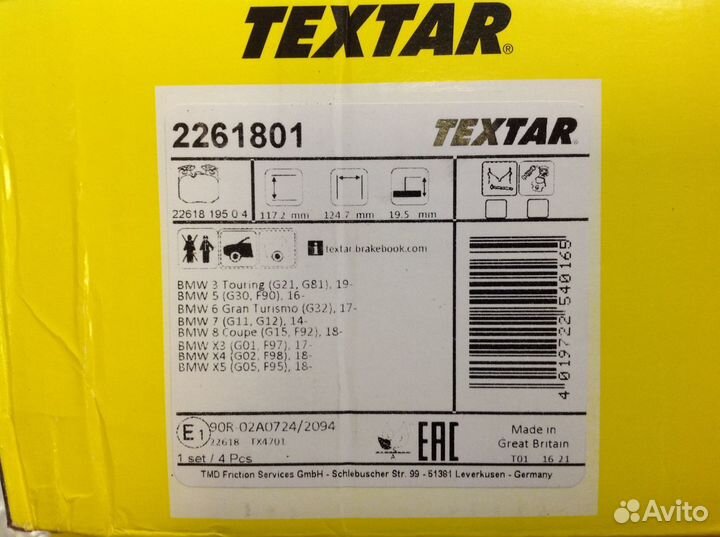 TEXTAR®
2261801 TEXTAR®
22618 195 0 4 117.2 mm 124.7 mm 19.5 mm
textar.brakebook.com
BMW 3 Touring (G21, G81), 19-
BMW 5 (G30, F90), 16-
BMW 6 Gran Turismo (G32), 17-
BMW 7 (G11, G12), 14-
BMW 8 Coupe (G15, F92), 18-
BMW X3 (G01, F97), 17-
BMW X4 (G02, F98), 18-
BMW X5 (G05, F95), 18-
4 019722 540165
E1 90R-02A0724/2094
22618 TX4701
1 set / 4 Pcs
A
EAC
Made in
Great Britain
T01 16 21
TMD Friction Services GmbH - Schlebuscher Str. 99 - 51381 Leverkusen - Germany
Avito